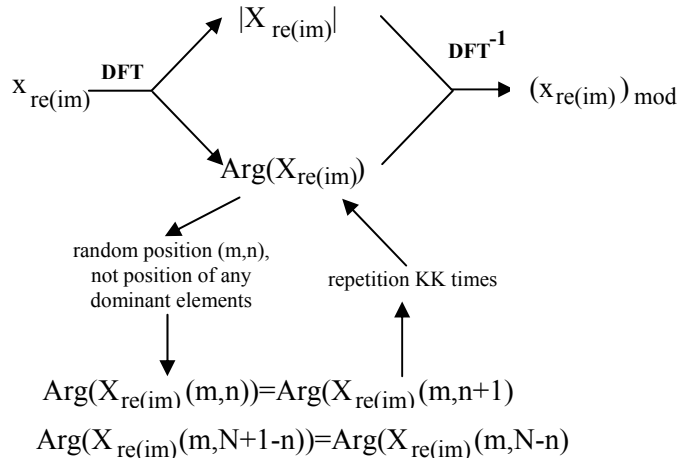 |X re(im)|
DFT
DFT-1
x re(im)
(x re(im)) mod
Arg(X re(im))
random position (m,n),
not position of any
dominant elements
repetition KK times
Arg(X re(im) (m,n))=Arg(X re(im) (m,n+1)
Arg(X re(im) (m,N+1-n))=Arg(X re(im) (m,N-n)